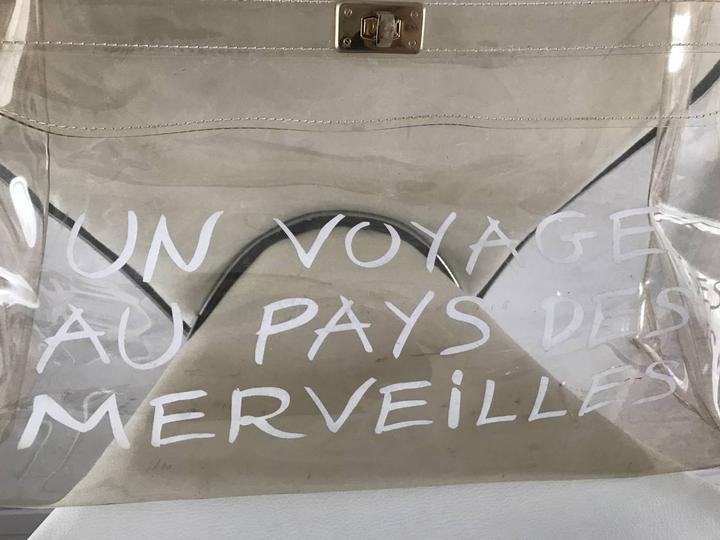 UN VOYAGE
AU PAYS DES
MERVEiLLES